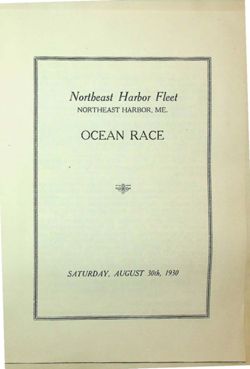 Northeast Harbor Fleet
NORTHEAST HARBOR, ME.
OCEAN RACE
SATURDAY, AUGUST 30th, 1930